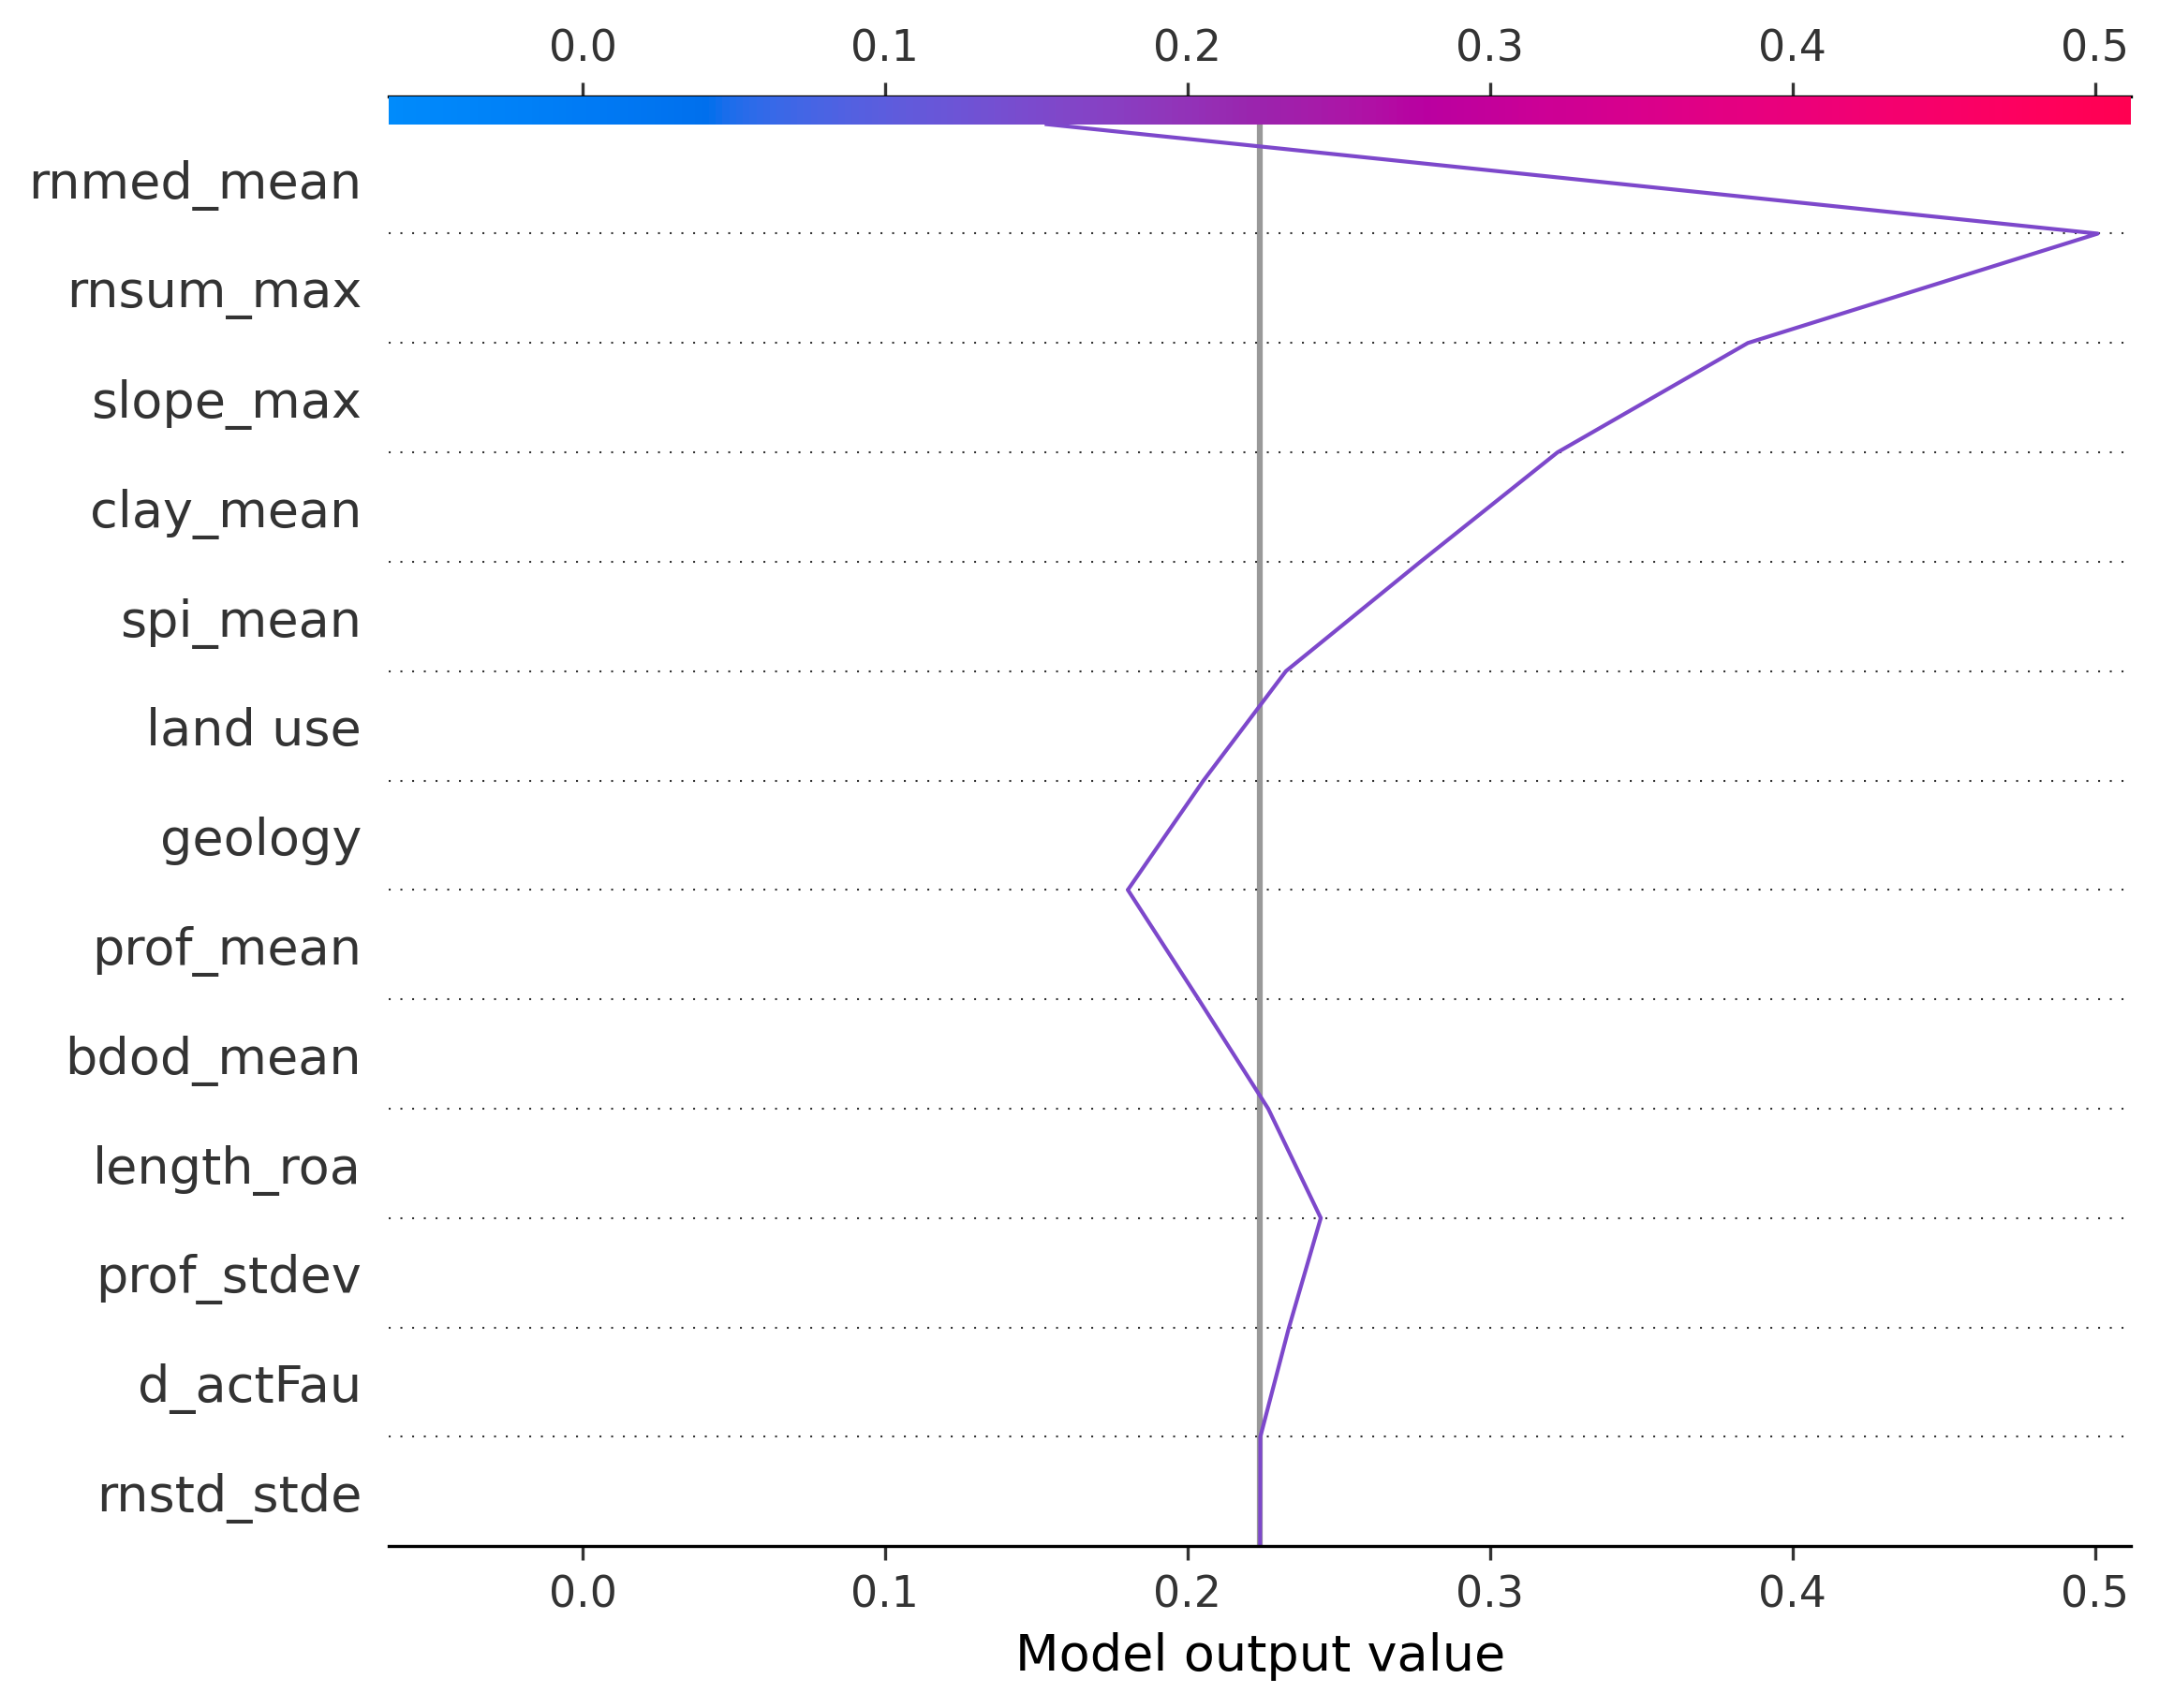 0.0 0.1 0.2 0.3 0.4 0.5
rnmed_mean
rnsum_max
slope_max
clay_mean
spi_mean
land use
geology
prof_mean
bdod_mean
length_roa
prof_stdev
d_actFau
rnstd_stde
0.0 0.1 0.2 0.3 0.4 0.5
Model output value